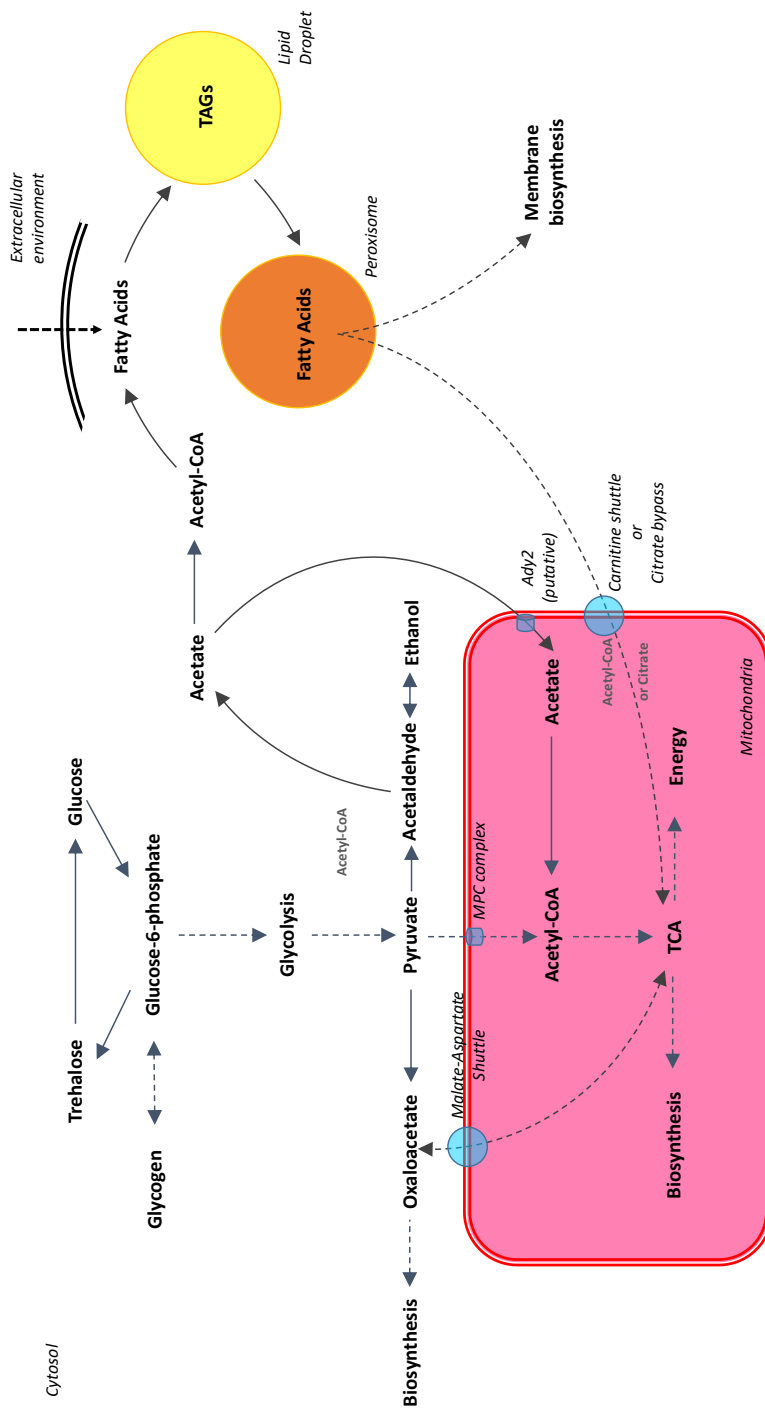 Cytosol
Trehalose
Glucose
Extracellular
environment
Glycogen
Glucose-6-phosphate
Acetate
Acetyl-CoA
Fatty Acids
TAGs
Lipid
Droplet
Glycolysis
Fatty Acids
Peroxisome
Acetyl-CoA
Biosynthesis
Oxaloacetate
Pyruvate
Acetaldehyde
Ethanol
Malate-Aspartate
Shuttle
MPC complex
Ady2
(putative)
Membrane
biosynthesis
Acetyl-CoA
Acetate
Acetyl-CoA
or Citrate
Carnitine shuttle
or
Citrate bypass
Biosynthesis
TCA
Energy
Mitochondria